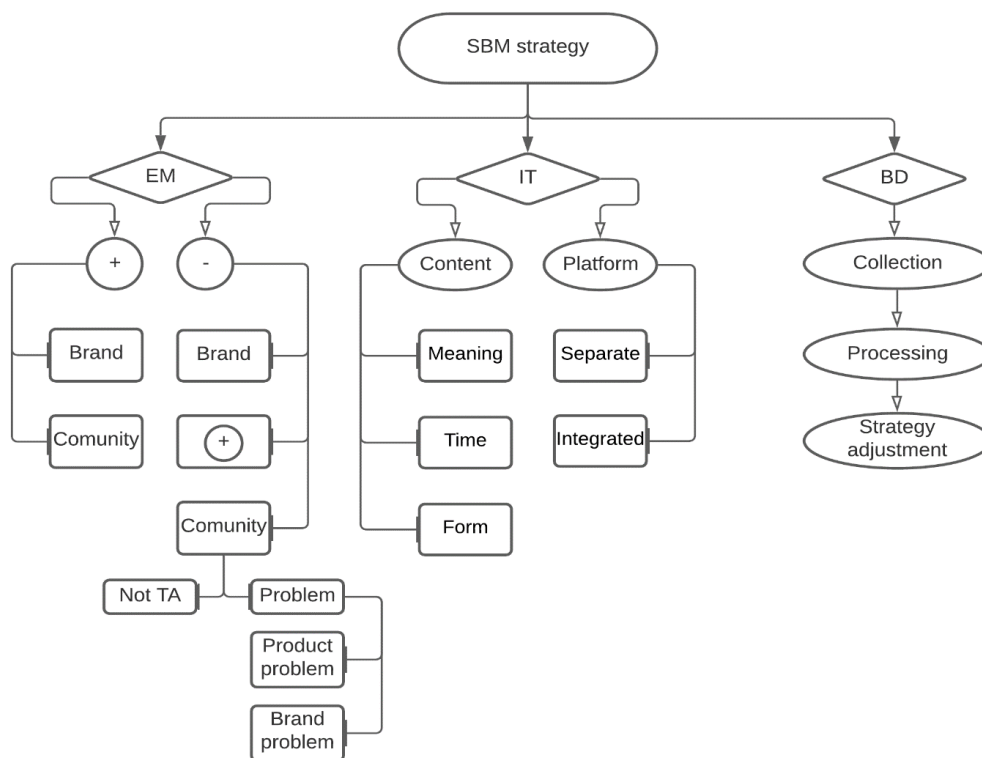 SBM strategy
EM
IT
BD
+
-
Content
Platform
Collection
Brand
Brand
Meaning
Separate
Processing
Comunity
+
Time
Integrated
Strategy
adjustment
Comunity
Form
Not TA
Problem
Product
problem
Brand
problem